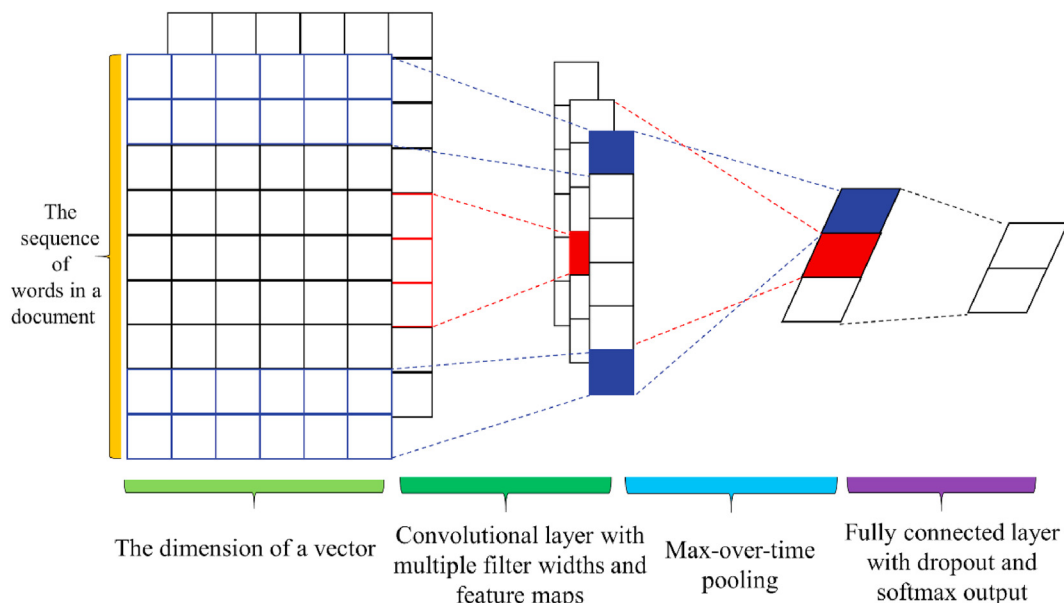 The
sequence
of
words in a
document
The dimension of a vector
Convolutional layer with
multiple filter widths and
feature maps
Max-over-time
pooling
Fully connected layer
with dropout and
softmax output